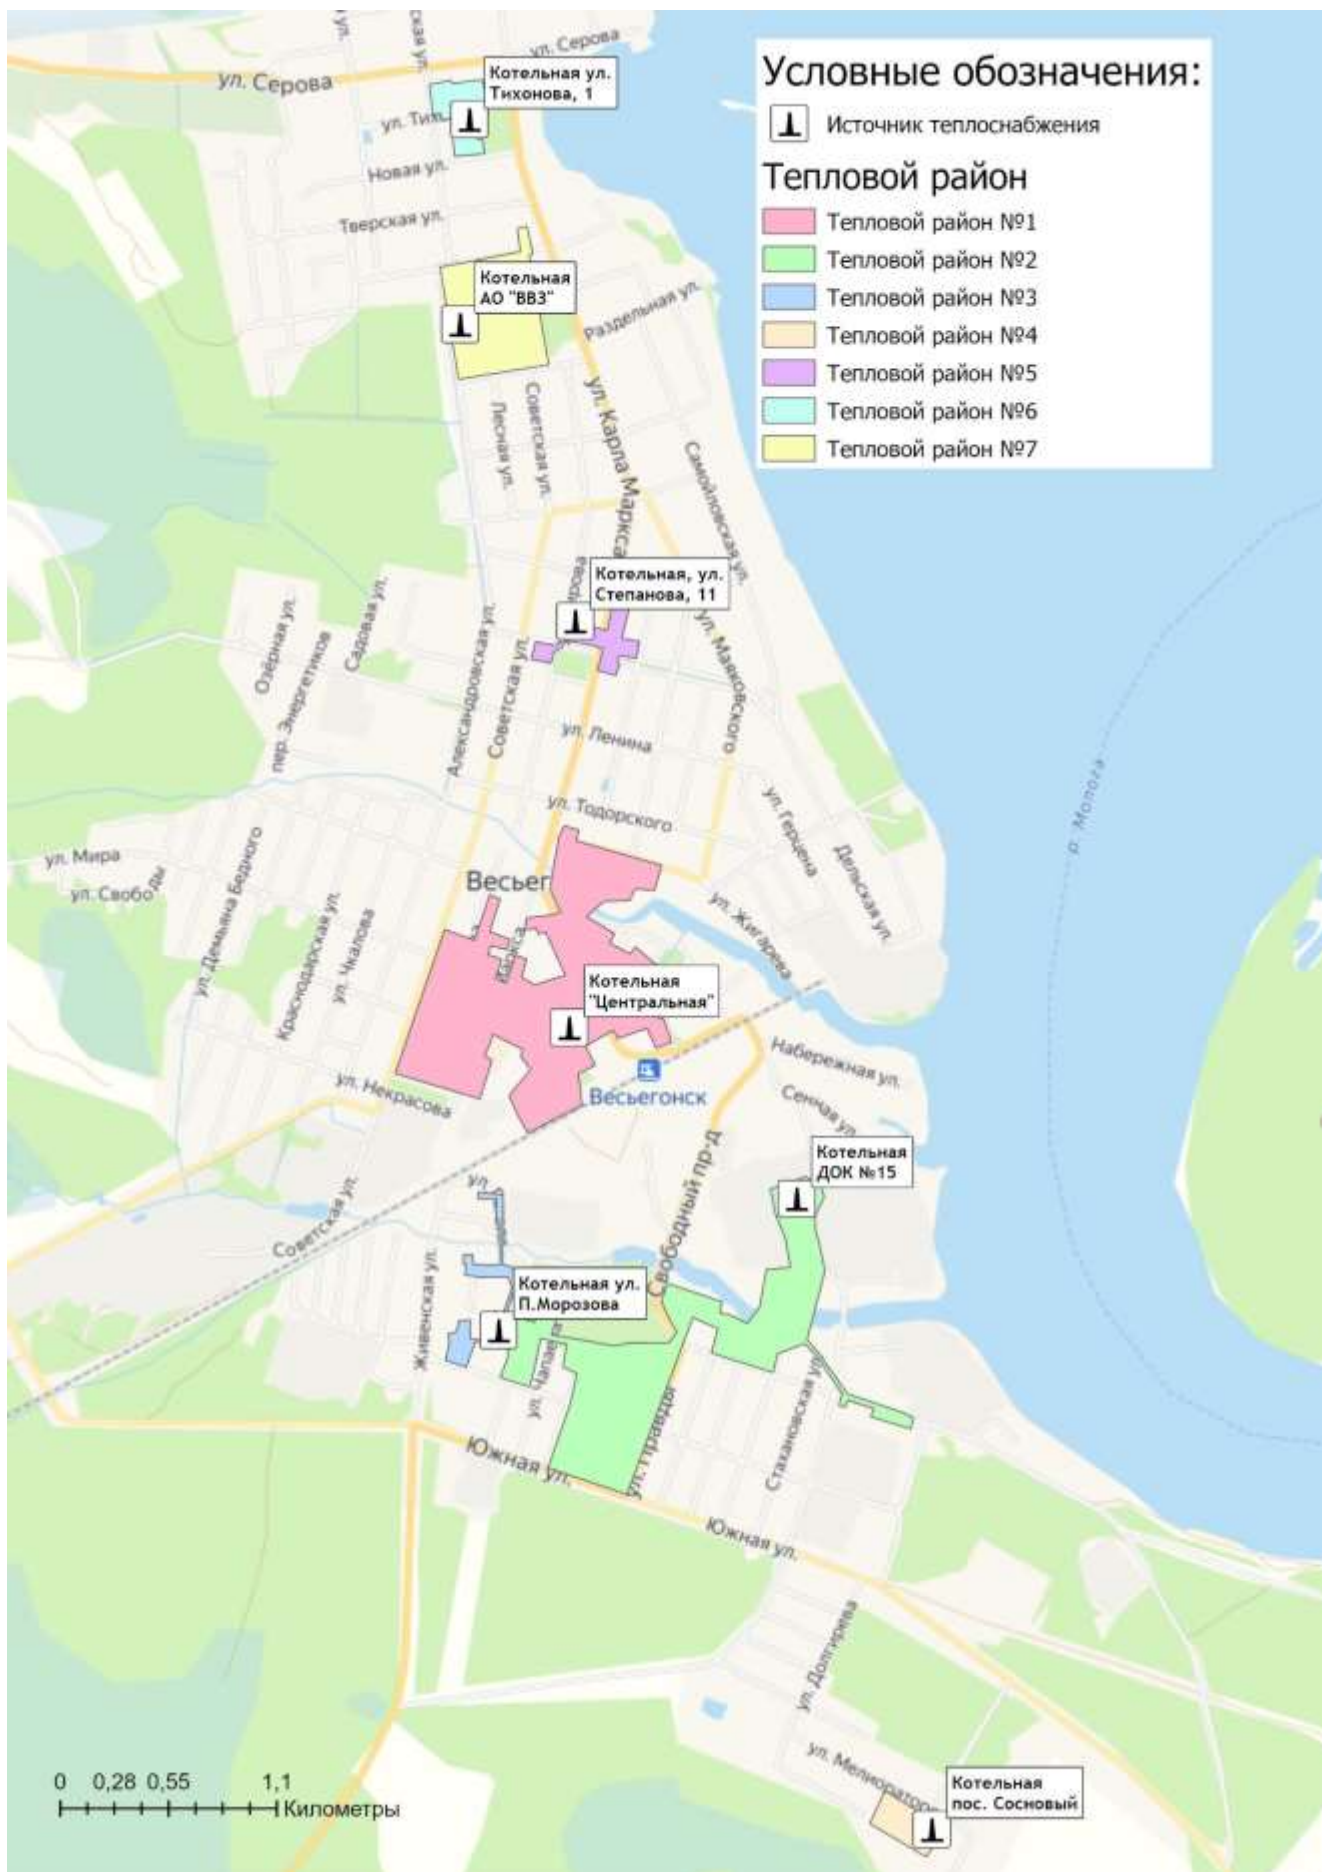 ская ул.
ул. Серова
ул. Серова
Котельная ул.
Тихонова, 1
ул. Тих
Новая ул.
Тверская ул.
Условные обозначения:
Источник теплоснабжения
Тепловой район
Тепловой район №1
Тепловой район №2
Тепловой район №3
Тепловой район №4
Тепловой район №5
Тепловой район №6
Тепловой район №7
Котельная
АО "ВВЗ"
Раздельная ул.
Лесная ул.
Советская ул.
ул. Карла Маркса
Самойловская ул.
Котельная, ул.
Степанова, 11
ирова
Озёрная ул.
пер. Энергетиков
Садовая ул.
Александровская ул.
Советская ул.
ул. Маяковского
ул. Ленина
ул. Тодорского
ул. Герцена
Дельская ул.
р. Молога
ул. Мира
ул. Свободы
ул. Демьяна Бедного
Краснодарская ул.
ул. Чкалова
Весьег
ул. Жигарева
Котельная
"Центральная"
ул. Некрасова
Весьегонск
Набережная ул.
Сенная ул.
Котельная
ДОК №15
Советская ул.
ул.
Свободный пр-д
Живенская ул.
Котельная ул.
П.Морозова
ул. Чапаева
ул. Правды
Стахановская ул.
Южная ул.
Южная ул.
ул. Долгирева
ул. Мелиораторо
Котельная
пос. Сосновый
0 0,28 0,55 1,1
Километры